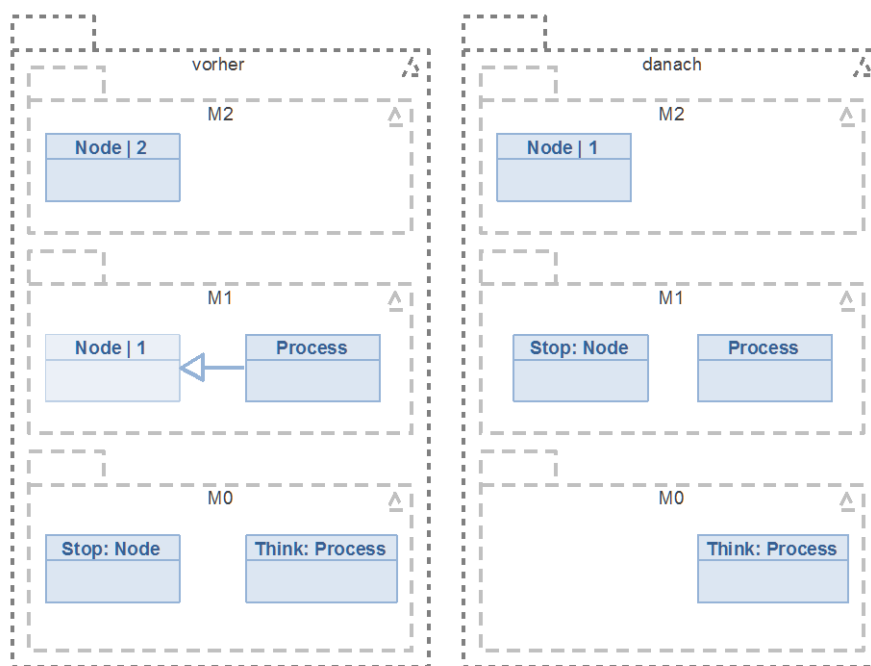 vorher
M2
Node | 2
M1
Node | 1
Process
M0
Stop: Node
Think: Process
danach
M2
Node | 1
M1
Stop: Node
Process
M0
Think: Process